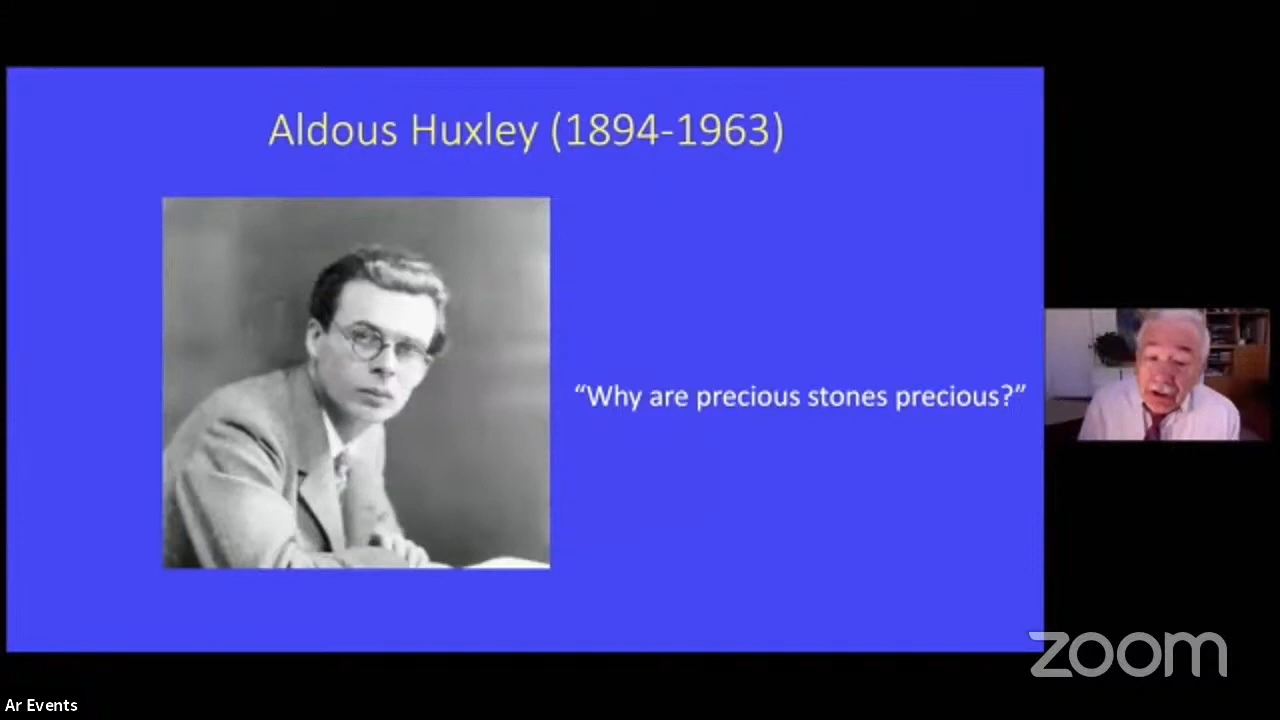 Aldous Huxley (1894-1963)
“Why are precious stones precious?”
zoom
Ar Events